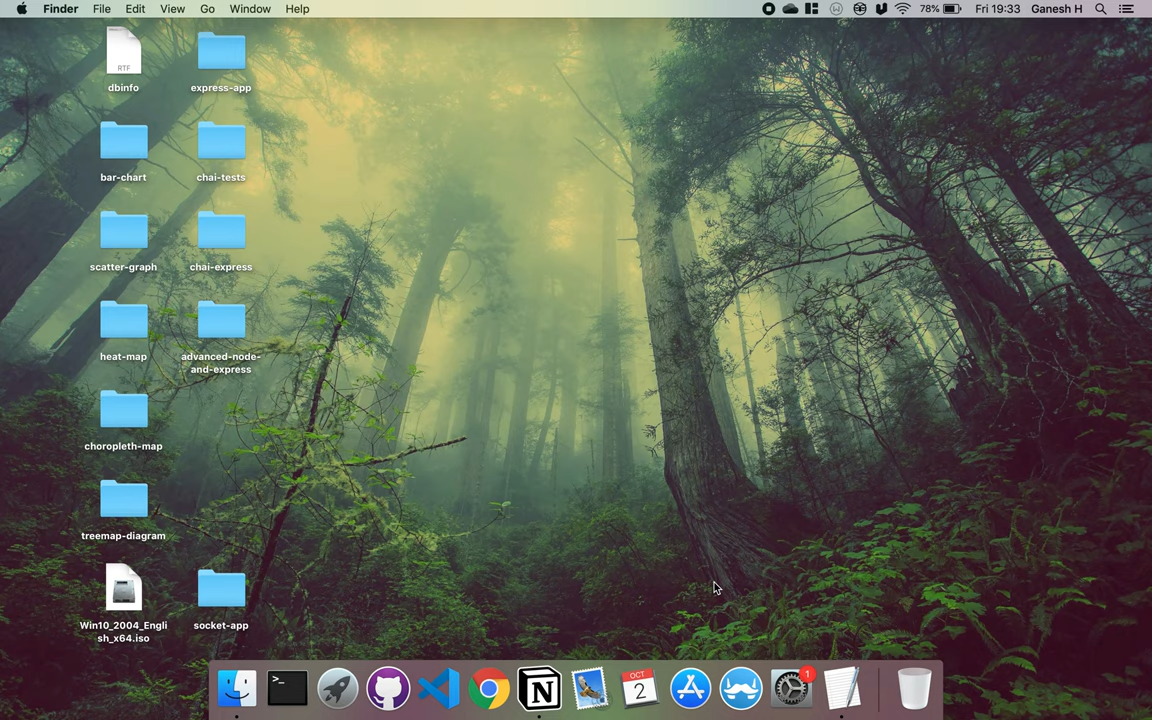 Finder File Edit View Go Window Help 78% Fri 19:33 Ganesh H
RTF
dbinfo
express-app
bar-chart
chai-tests
scatter-graph
chai-express
heat-map
advanced-node-
and-express
choropleth-map
treemap-diagram
Win10_2004_Engli
sh_x64.iso
socket-app
>_
N
OCT
2
1